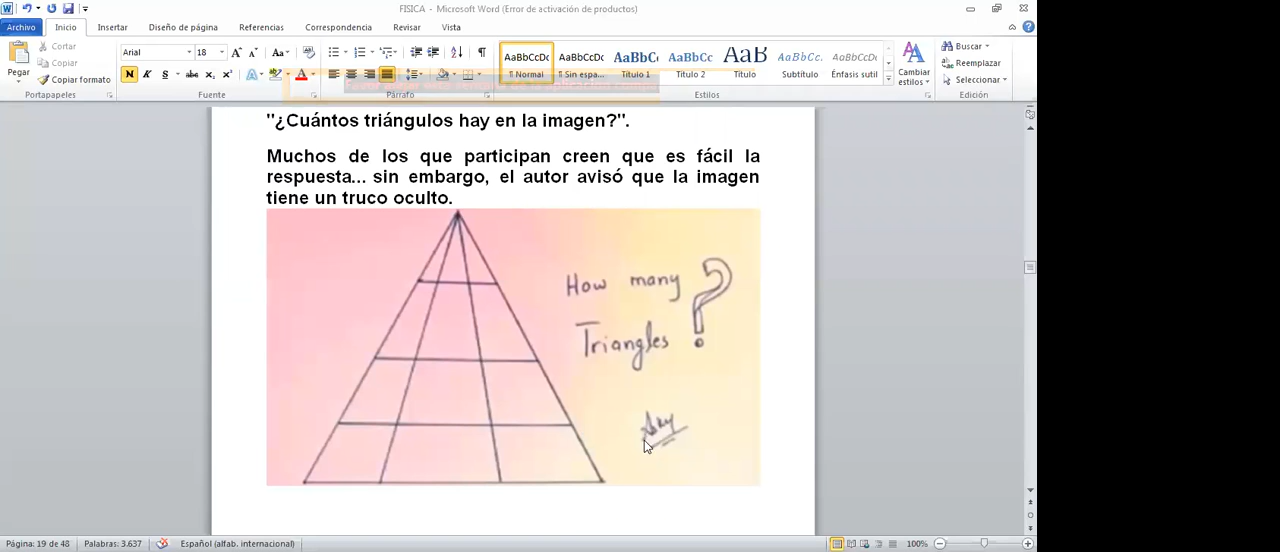 FISICA - Microsoft Word (Error de activación de productos)
Archivo Inicio Insertar Diseño de página Referencias Correspondencia Revisar Vista
Pegar
Cortar
Copiar
Copiar formato
Portapapeles
Arial 18
N K S abc x₂ x²
Fuente
Párrafo
AaBbCcDc AaBbCcDc AaBbC AaBbCc AaB AaBbCc. AaBbCcDc
¶ Normal ¶ Sin espa... Título 1 Título 2 Título Subtítulo Énfasis sutil
Cambiar estilos
Estilos
Buscar
Reemplazar
Seleccionar
Edición
"¿Cuántos triángulos hay en la imagen?".
Muchos de los que participan creen que es fácil la
respuesta... sin embargo, el autor avisó que la imagen
tiene un truco oculto.
How many
Triangles ?
Página: 19 de 48 Palabras: 3.637 Español (alfab. internacional) 100%